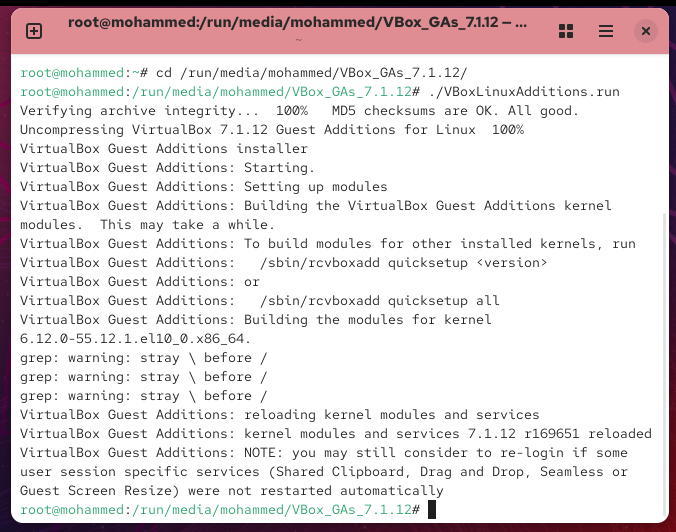 root@mohammed:/run/media/mohammed/VBox_GAs_7.1.12 — ...
~
root@mohammed:~# cd /run/media/mohammed/VBox_GAs_7.1.12/
root@mohammed:/run/media/mohammed/VBox_GAs_7.1.12# ./VBoxLinuxAdditions.run
Verifying archive integrity...  100%   MD5 checksums are OK. All good.
Uncompressing VirtualBox 7.1.12 Guest Additions for Linux  100%
VirtualBox Guest Additions installer
VirtualBox Guest Additions: Starting.
VirtualBox Guest Additions: Setting up modules
VirtualBox Guest Additions: Building the VirtualBox Guest Additions kernel
modules.  This may take a while.
VirtualBox Guest Additions: To build modules for other installed kernels, run
VirtualBox Guest Additions:   /sbin/rcvboxadd quicksetup <version>
VirtualBox Guest Additions: or
VirtualBox Guest Additions:   /sbin/rcvboxadd quicksetup all
VirtualBox Guest Additions: Building the modules for kernel
6.12.0-55.12.1.el10_0.x86_64.
grep: warning: stray \ before /
grep: warning: stray \ before /
grep: warning: stray \ before /
VirtualBox Guest Additions: reloading kernel modules and services
VirtualBox Guest Additions: kernel modules and services 7.1.12 r169651 reloaded
VirtualBox Guest Additions: NOTE: you may still consider to re-login if some
user session specific services (Shared Clipboard, Drag and Drop, Seamless or
Guest Screen Resize) were not restarted automatically
root@mohammed:/run/media/mohammed/VBox_GAs_7.1.12#